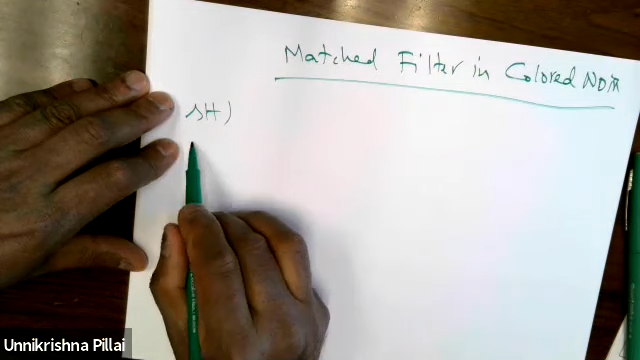 Matched Filter in Colored Noise
s(t)
Unnikrishna Pillai